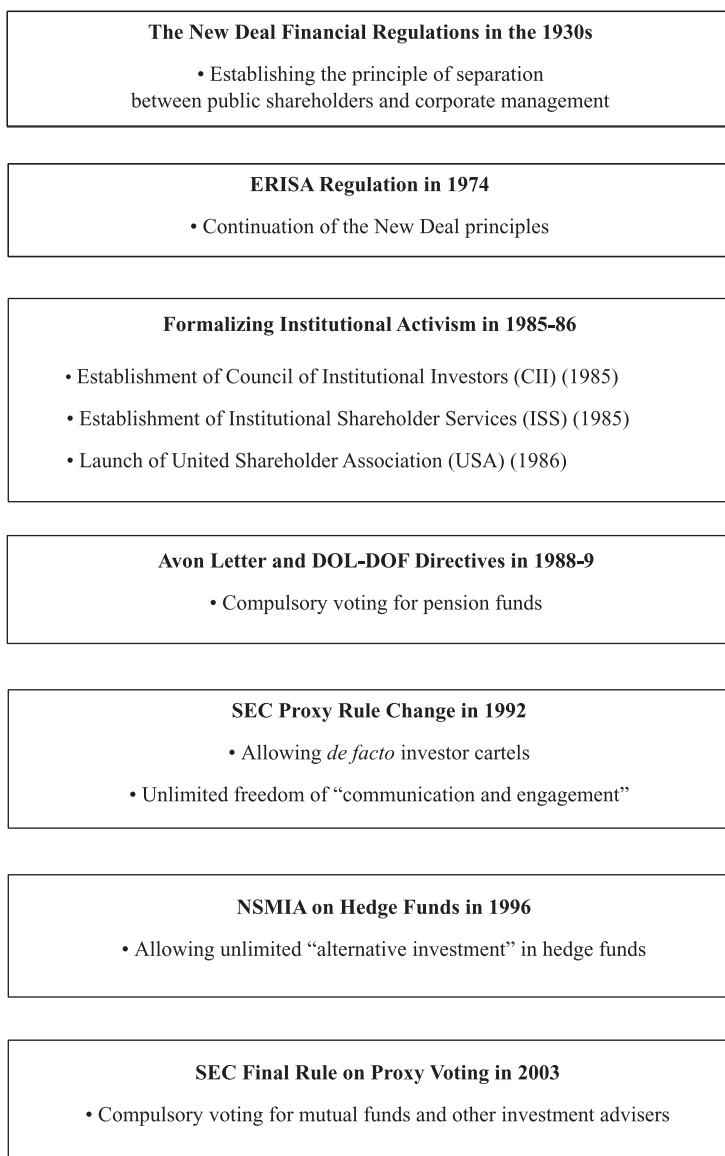 The New Deal Financial Regulations in the 1930s
• Establishing the principle of separation
between public shareholders and corporate management
ERISA Regulation in 1974
• Continuation of the New Deal principles
Formalizing Institutional Activism in 1985-86
• Establishment of Council of Institutional Investors (CII) (1985)
• Establishment of Institutional Shareholder Services (ISS) (1985)
• Launch of United Shareholder Association (USA) (1986)
Avon Letter and DOL-DOF Directives in 1988-9
• Compulsory voting for pension funds
SEC Proxy Rule Change in 1992
• Allowing de facto investor cartels
• Unlimited freedom of “communication and engagement”
NSMIA on Hedge Funds in 1996
• Allowing unlimited “alternative investment” in hedge funds
SEC Final Rule on Proxy Voting in 2003
• Compulsory voting for mutual funds and other investment advisers